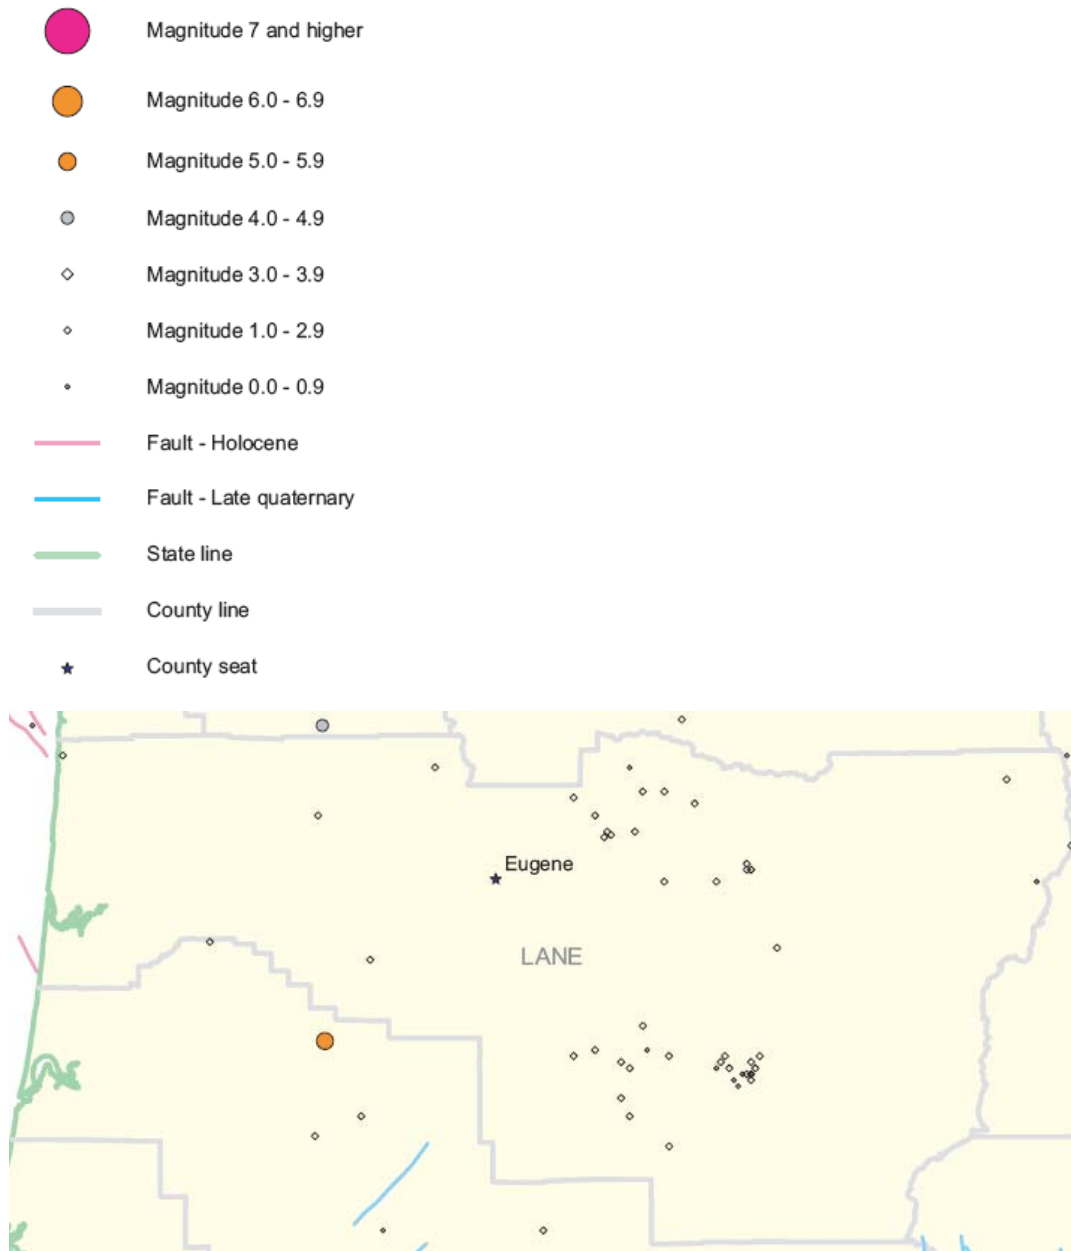 Magnitude 7 and higher
Magnitude 6.0 - 6.9
Magnitude 5.0 - 5.9
Magnitude 4.0 - 4.9
Magnitude 3.0 - 3.9
Magnitude 1.0 - 2.9
Magnitude 0.0 - 0.9
Fault - Holocene
Fault - Late quaternary
State line
County line
County seat
Eugene
LANE